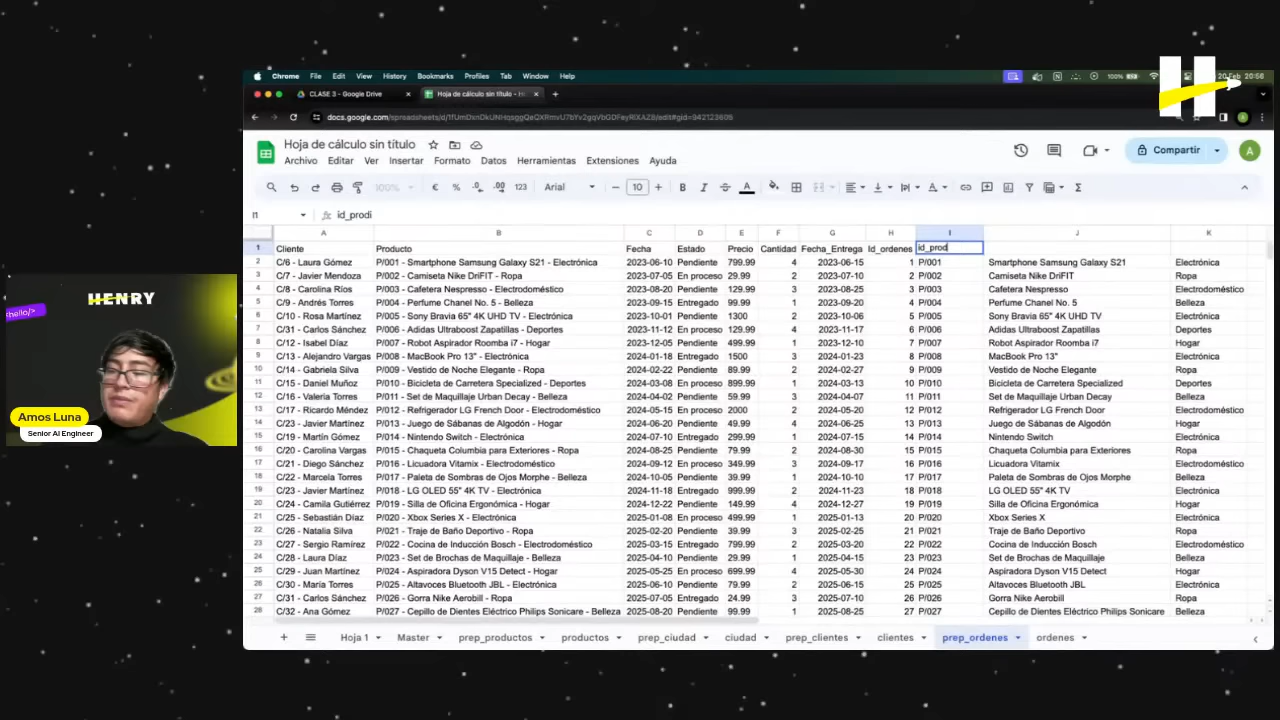 Chrome File Edit View History Bookmarks Profiles Tab Window Help 100% 20 Feb 20:56
CLASE 3 - Google Drive Hoja de cálculo sin título - H
Hoja de cálculo sin título
Archivo Editar Ver Insertar Formato Datos Herramientas Extensiones Ayuda Compartir A
100% € % .0 .00 123 Arial 10 B I A
I1 id_prodi
A B C D E F G H I J K
1 Cliente Producto Fecha Estado Precio Cantidad Fecha_Entrega Id_ordenes id_prod
2 C/6 - Laura Gómez P/001 - Smartphone Samsung Galaxy S21 - Electrónica 2023-06-10 Pendiente 799.99 4 2023-06-15 1 P/001 Smartphone Samsung Galaxy S21 Electrónica
3 C/7 - Javier Mendoza P/002 - Camiseta Nike DriFIT - Ropa 2023-07-05 En proceso 29.99 2 2023-07-10 2 P/002 Camiseta Nike DriFIT Ropa
4 C/8 - Carolina Ríos P/003 - Cafetera Nespresso - Electrodoméstico 2023-08-20 Pendiente 129.99 3 2023-08-25 3 P/003 Cafetera Nespresso Electrodoméstico
5 C/9 - Andrés Torres P/004 - Perfume Chanel No. 5 - Belleza 2023-09-15 Entregado 99.99 1 2023-09-20 4 P/004 Perfume Chanel No. 5 Belleza
6 C/10 - Rosa Martínez P/005 - Sony Bravia 65" 4K UHD TV - Electrónica 2023-10-01 Pendiente 1300 2 2023-10-06 5 P/005 Sony Bravia 65" 4K UHD TV Electrónica
7 C/31 - Carlos Sánchez P/006 - Adidas Ultraboost Zapatillas - Deportes 2023-11-12 En proceso 129.99 4 2023-11-17 6 P/006 Adidas Ultraboost Zapatillas Deportes
8 C/12 - Isabel Díaz P/007 - Robot Aspirador Roomba i7 - Hogar 2023-12-05 Pendiente 499.99 1 2023-12-10 7 P/007 Robot Aspirador Roomba i7 Hogar
9 C/13 - Alejandro Vargas P/008 - MacBook Pro 13" - Electrónica 2024-01-18 Entregado 1500 3 2024-01-23 8 P/008 MacBook Pro 13" Electrónica
10 C/14 - Gabriela Silva P/009 - Vestido de Noche Elegante - Ropa 2024-02-22 Pendiente 89.99 2 2024-02-27 9 P/009 Vestido de Noche Elegante Ropa
11 C/15 - Daniel Muñoz P/010 - Bicicleta de Carretera Specialized - Deportes 2024-03-08 En proceso 899.99 1 2024-03-13 10 P/010 Bicicleta de Carretera Specialized Deportes
12 C/16 - Valeria Torres P/011 - Set de Maquillaje Urban Decay - Belleza 2024-04-02 Pendiente 59.99 3 2024-04-07 11 P/011 Set de Maquillaje Urban Decay Belleza
13 C/17 - Ricardo Méndez P/012 - Refrigerador LG French Door - Electrodoméstico 2024-05-15 En proceso 2000 2 2024-05-20 12 P/012 Refrigerador LG French Door Electrodoméstico
14 C/23 - Javier Martínez P/013 - Juego de Sábanas de Algodón - Hogar 2024-06-20 Pendiente 49.99 4 2024-06-25 13 P/013 Juego de Sábanas de Algodón Hogar
15 C/19 - Martín Gómez P/014 - Nintendo Switch - Electrónica 2024-07-10 Entregado 299.99 1 2024-07-15 14 P/014 Nintendo Switch Electrónica
16 C/20 - Carolina Vargas P/015 - Chaqueta Columbia para Exteriores - Ropa 2024-08-25 Pendiente 79.99 2 2024-08-30 15 P/015 Chaqueta Columbia para Exteriores Ropa
17 C/21 - Diego Sánchez P/016 - Licuadora Vitamix - Electrodoméstico 2024-09-12 En proceso 349.99 3 2024-09-17 16 P/016 Licuadora Vitamix Electrodoméstico
18 C/22 - Marcela Torres P/017 - Paleta de Sombras de Ojos Morphe - Belleza 2024-10-05 Pendiente 39.99 1 2024-10-10 17 P/017 Paleta de Sombras de Ojos Morphe Belleza
19 C/23 - Javier Martínez P/018 - LG OLED 55" 4K TV - Electrónica 2024-11-18 Entregado 999.99 2 2024-11-23 18 P/018 LG OLED 55" 4K TV Electrónica
20 C/24 - Camila Gutiérrez P/019 - Silla de Oficina Ergonómica - Hogar 2024-12-22 Pendiente 149.99 4 2024-12-27 19 P/019 Silla de Oficina Ergonómica Hogar
21 C/25 - Sebastián Díaz P/020 - Xbox Series X - Electrónica 2025-01-08 En proceso 499.99 1 2025-01-13 20 P/020 Xbox Series X Electrónica
22 C/26 - Natalia Silva P/021 - Traje de Baño Deportivo - Ropa 2025-02-20 Pendiente 39.99 3 2025-02-25 21 P/021 Traje de Baño Deportivo Ropa
23 C/27 - Sergio Ramírez P/022 - Cocina de Inducción Bosch - Electrodoméstico 2025-03-15 Entregado 799.99 2 2025-03-20 22 P/022 Cocina de Inducción Bosch Electrodoméstico
24 C/28 - Laura Díaz P/023 - Set de Brochas de Maquillaje - Belleza 2025-04-10 Pendiente 29.99 1 2025-04-15 23 P/023 Set de Brochas de Maquillaje Belleza
25 C/29 - Juan Martínez P/024 - Aspiradora Dyson V15 Detect - Hogar 2025-05-25 En proceso 699.99 4 2025-05-30 24 P/024 Aspiradora Dyson V15 Detect Hogar
26 C/30 - María Torres P/025 - Altavoces Bluetooth JBL - Electrónica 2025-06-10 Pendiente 79.99 1 2025-06-15 25 P/025 Altavoces Bluetooth JBL Electrónica
27 C/31 - Carlos Sánchez P/026 - Gorra Nike Aerobill - Ropa 2025-07-05 Entregado 24.99 3 2025-07-10 26 P/026 Gorra Nike Aerobill Ropa
28 C/32 - Ana Gómez P/027 - Cepillo de Dientes Eléctrico Philips Sonicare - Belleza 2025-08-20 Pendiente 99.99 1 2025-08-25 27 P/027 Cepillo de Dientes Eléctrico Philips Sonicare Belleza
Hoja 1 Master prep_productos productos prep_ciudad ciudad prep_clientes clientes prep_ordenes ordenes
HENRY
<hello/>
Amos Luna
Senior AI Engineer